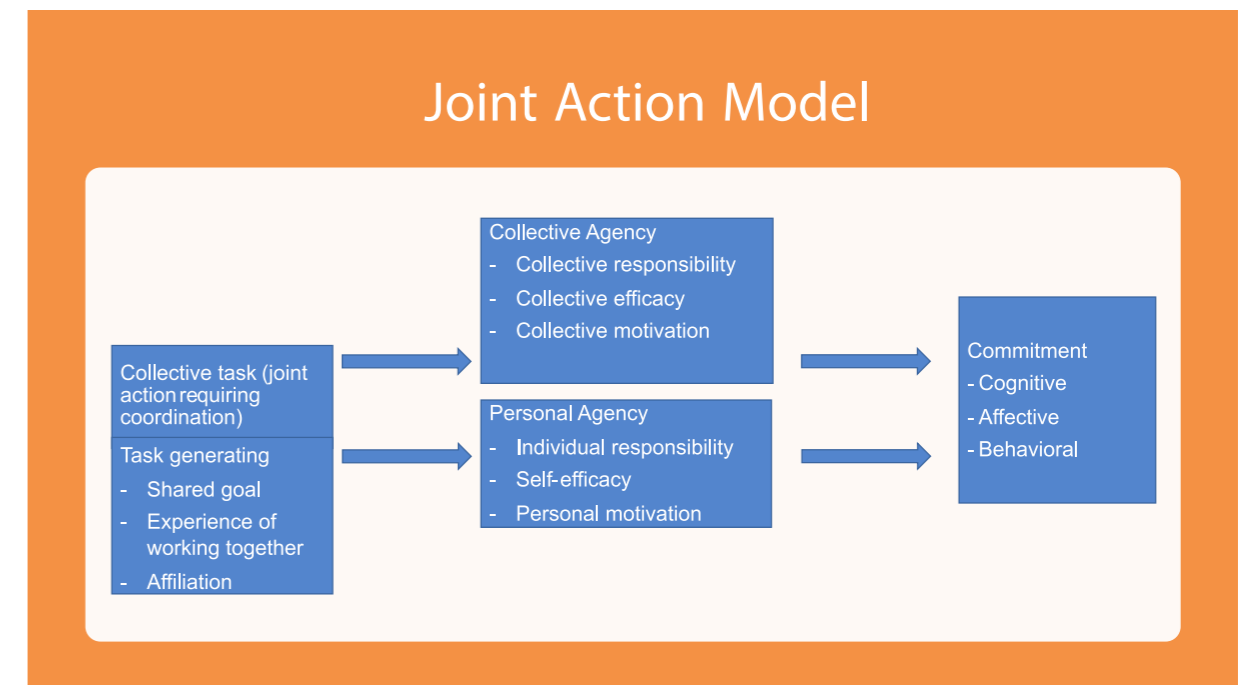 Joint Action Model
Collective task (joint
action requiring
coordination)
Task generating
- Shared goal
- Experience of
working together
- Affiliation
Collective Agency
- Collective responsibility
- Collective efficacy
- Collective motivation
Personal Agency
- Individual responsibility
- Self-efficacy
- Personal motivation
Commitment
- Cognitive
- Affective
- Behavioral